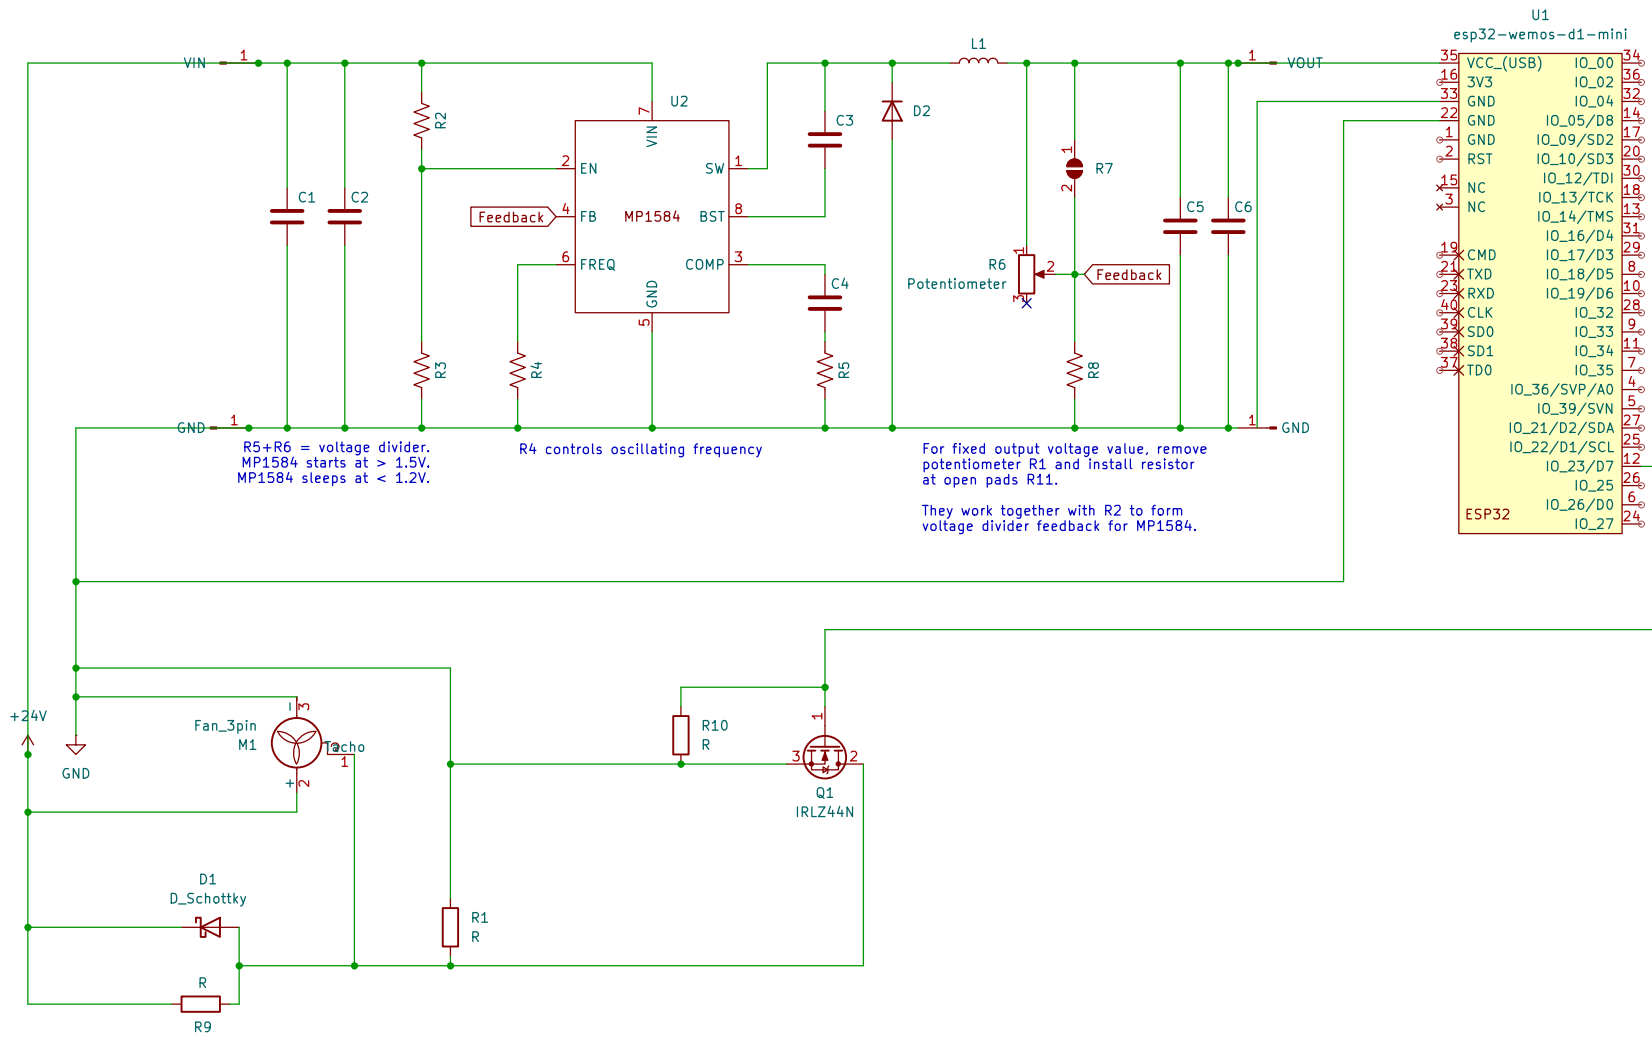 U1
esp32-wemos-d1-mini
VIN
1
L1
1
VOUT
35
VCC_(USB)
IO_00
34
16
3V3
IO_02
36
33
GND
IO_04
32
22
GND
IO_05/D8
14
1
GND
IO_09/SD2
17
2
RST
IO_10/SD3
20
IO_12/TDI
30
15
NC
IO_13/TCK
18
3
NC
IO_14/TMS
13
IO_16/D4
31
19
CMD
IO_17/D3
29
21
TXD
IO_18/D5
8
23
RXD
IO_19/D6
10
40
CLK
IO_32
28
39
SD0
IO_33
9
38
SD1
IO_34
11
37
TD0
IO_35
7
IO_36/SVP/A0
4
IO_39/SVN
5
IO_21/D2/SDA
27
IO_22/D1/SCL
25
IO_23/D7
12
IO_25
26
IO_26/D0
6
IO_27
24
ESP32
R2
U2
7
VIN
2
EN
SW
1
4
FB
MP1584
BST
8
6
FREQ
COMP
3
GND
5
Feedback
C1
C2
C3
D2
C4
R3
R4
R5
1
R7
2
R6
Potentiometer
1
2
3
Feedback
R8
C5
C6
GND
1
1
GND
R5+R6 = voltage divider.
MP1584 starts at > 1.5V.
MP1584 sleeps at < 1.2V.
R4 controls oscillating frequency
For fixed output voltage value, remove
potentiometer R1 and install resistor
at open pads R11.
They work together with R2 to form
voltage divider feedback for MP1584.
+24V
GND
Fan_3pin
M1
-
3
Tacho
1
+
2
R10
R
1
3
2
Q1
IRLZ44N
D1
D_Schottky
R1
R
R
R9